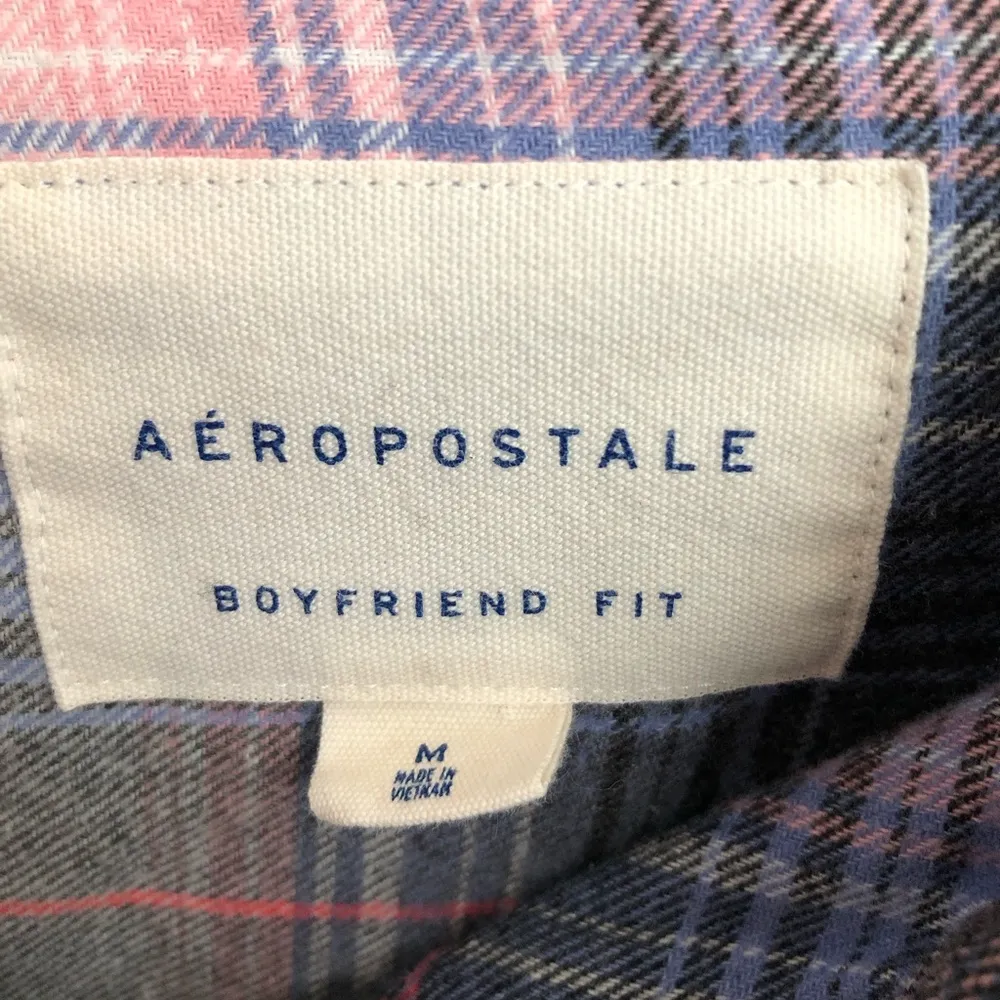 AÉROPOSTALE
BOYFRIEND FIT
M
MADE IN
VIETNAM